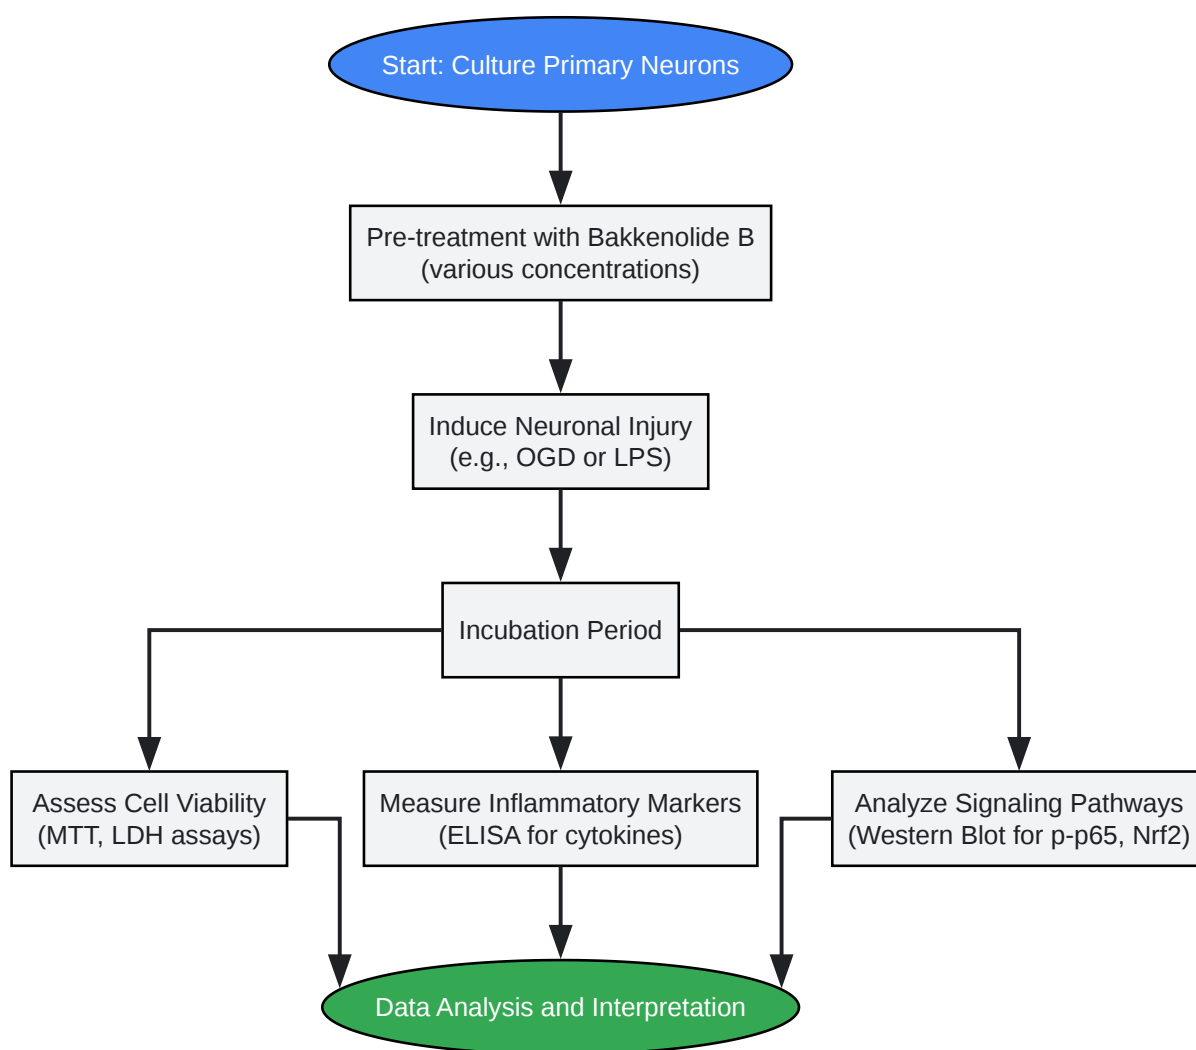 Start: Culture Primary Neurons
Pre-treatment with Bakkenolide B
(various concentrations)
Induce Neuronal Injury
(e.g., OGD or LPS)
Incubation Period
Assess Cell Viability
(MTT, LDH assays)
Measure Inflammatory Markers
(ELISA for cytokines)
Analyze Signaling Pathways
(Western Blot for p-p65, Nrf2)
Data Analysis and Interpretation